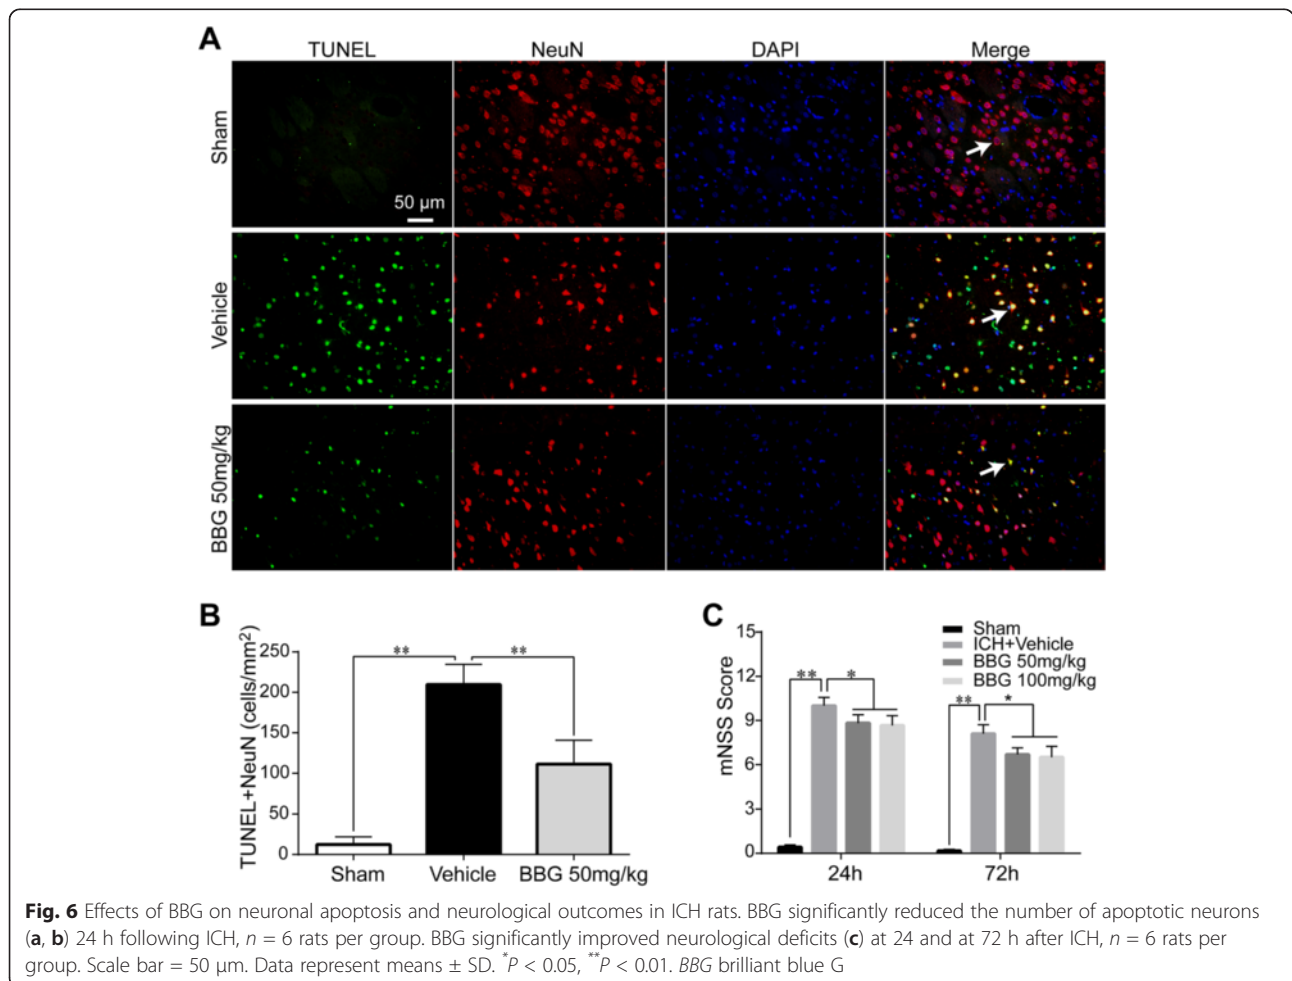 A
TUNEL NeuN DAPI Merge
Sham
50 µm
Vehicle
BBG 50mg/kg
B
TUNEL+NeuN (cells/mm²)
250
200
150
100
50
0
** **
Sham Vehicle BBG 50mg/kg
C
mNSS Score
15
12
9
6
3
0
Sham
ICH+Vehicle
BBG 50mg/kg
BBG 100mg/kg
** *
** *
24h 72h
Fig. 6 Effects of BBG on neuronal apoptosis and neurological outcomes in ICH rats. BBG significantly reduced the number of apoptotic neurons
(a, b) 24 h following ICH, n = 6 rats per group. BBG significantly improved neurological deficits (c) at 24 and at 72 h after ICH, n = 6 rats per
group. Scale bar = 50 μm. Data represent means ± SD. *P < 0.05, **P < 0.01. BBG brilliant blue G